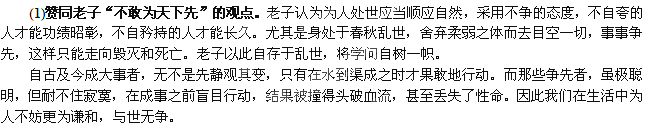 (1)赞同老子“不敢为天下先”的观点。老子认为为人处世应当顺应自然，采用不争的态度，不自夸的
人才能功绩昭彰，不自矜持的人才能长久。尤其是身处于春秋乱世，舍弃柔弱之体而去目空一切，事事争
先，这样只能走向毁灭和死亡。老子以此自存于乱世，将学问自树一帜。
自古及今成大事者，无不是先静观其变，只有在水到渠成之时才果敢地行动。而那些争先者，虽极聪
明，但耐不住寂寞，在成事之前盲目行动，结果被撞得头破血流，甚至丢失了性命。因此我们在生活中为
人不妨更为谦和，与世无争。